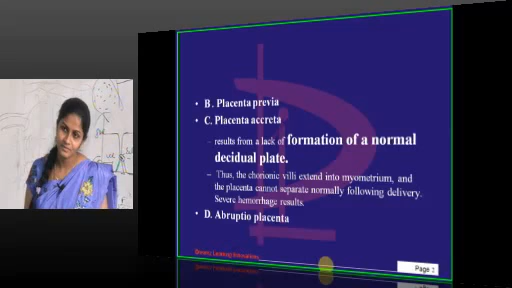 • B. Placenta previa
• C. Placenta accreta
– results from a lack of formation of a normal
decidual plate.
– Thus, the chorionic villi extend into myometrium, and
the placenta cannot separate normally following delivery.
Severe hemorrhage results.
• D. Abruptio placenta
Page